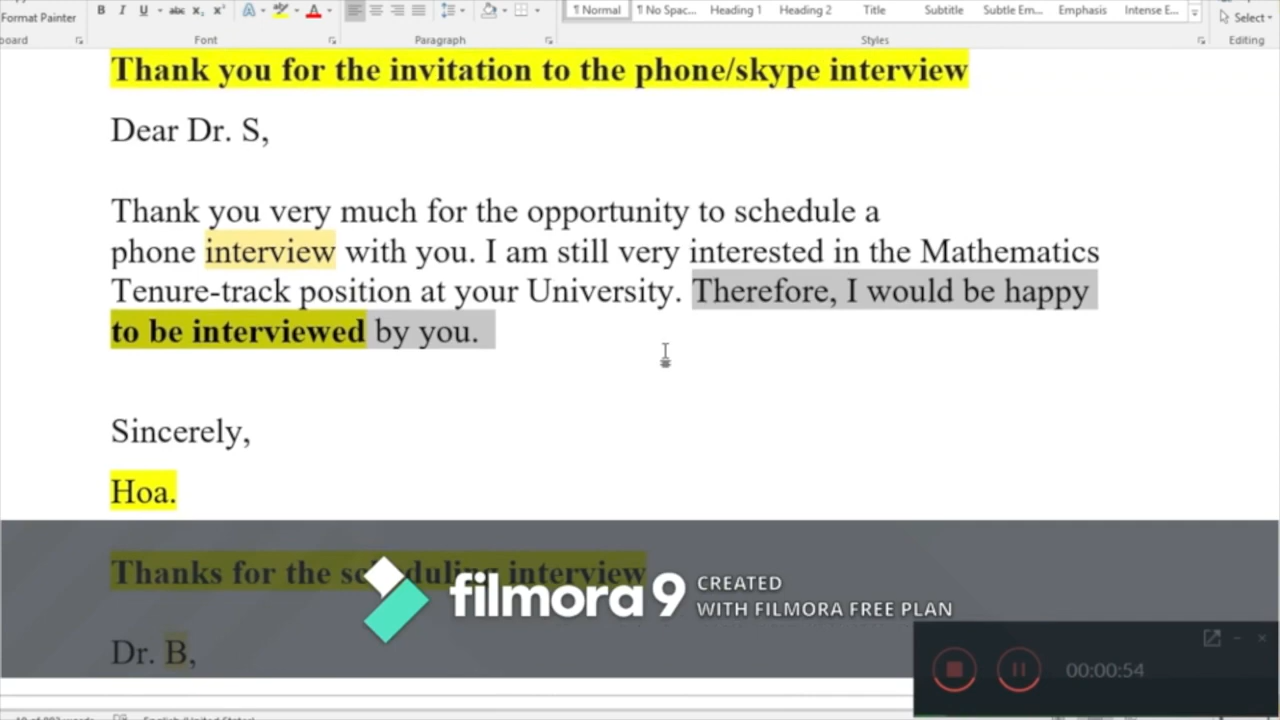 Format Painter
B I U abc x₂ x² A A
¶ Normal ¶ No Spac... Heading 1 Heading 2 Title Subtitle Subtle Em... Emphasis Intense E...
Select
Font Paragraph Styles Editing
Thank you for the invitation to the phone/skype interview
Dear Dr. S,
Thank you very much for the opportunity to schedule a
phone interview with you. I am still very interested in the Mathematics
Tenure-track position at your University. Therefore, I would be happy
to be interviewed by you.
Sincerely,
Hoa.
Thanks for the scheduling interview
filmora9 CREATED
WITH FILMORA FREE PLAN
Dr. B,
00:00:54